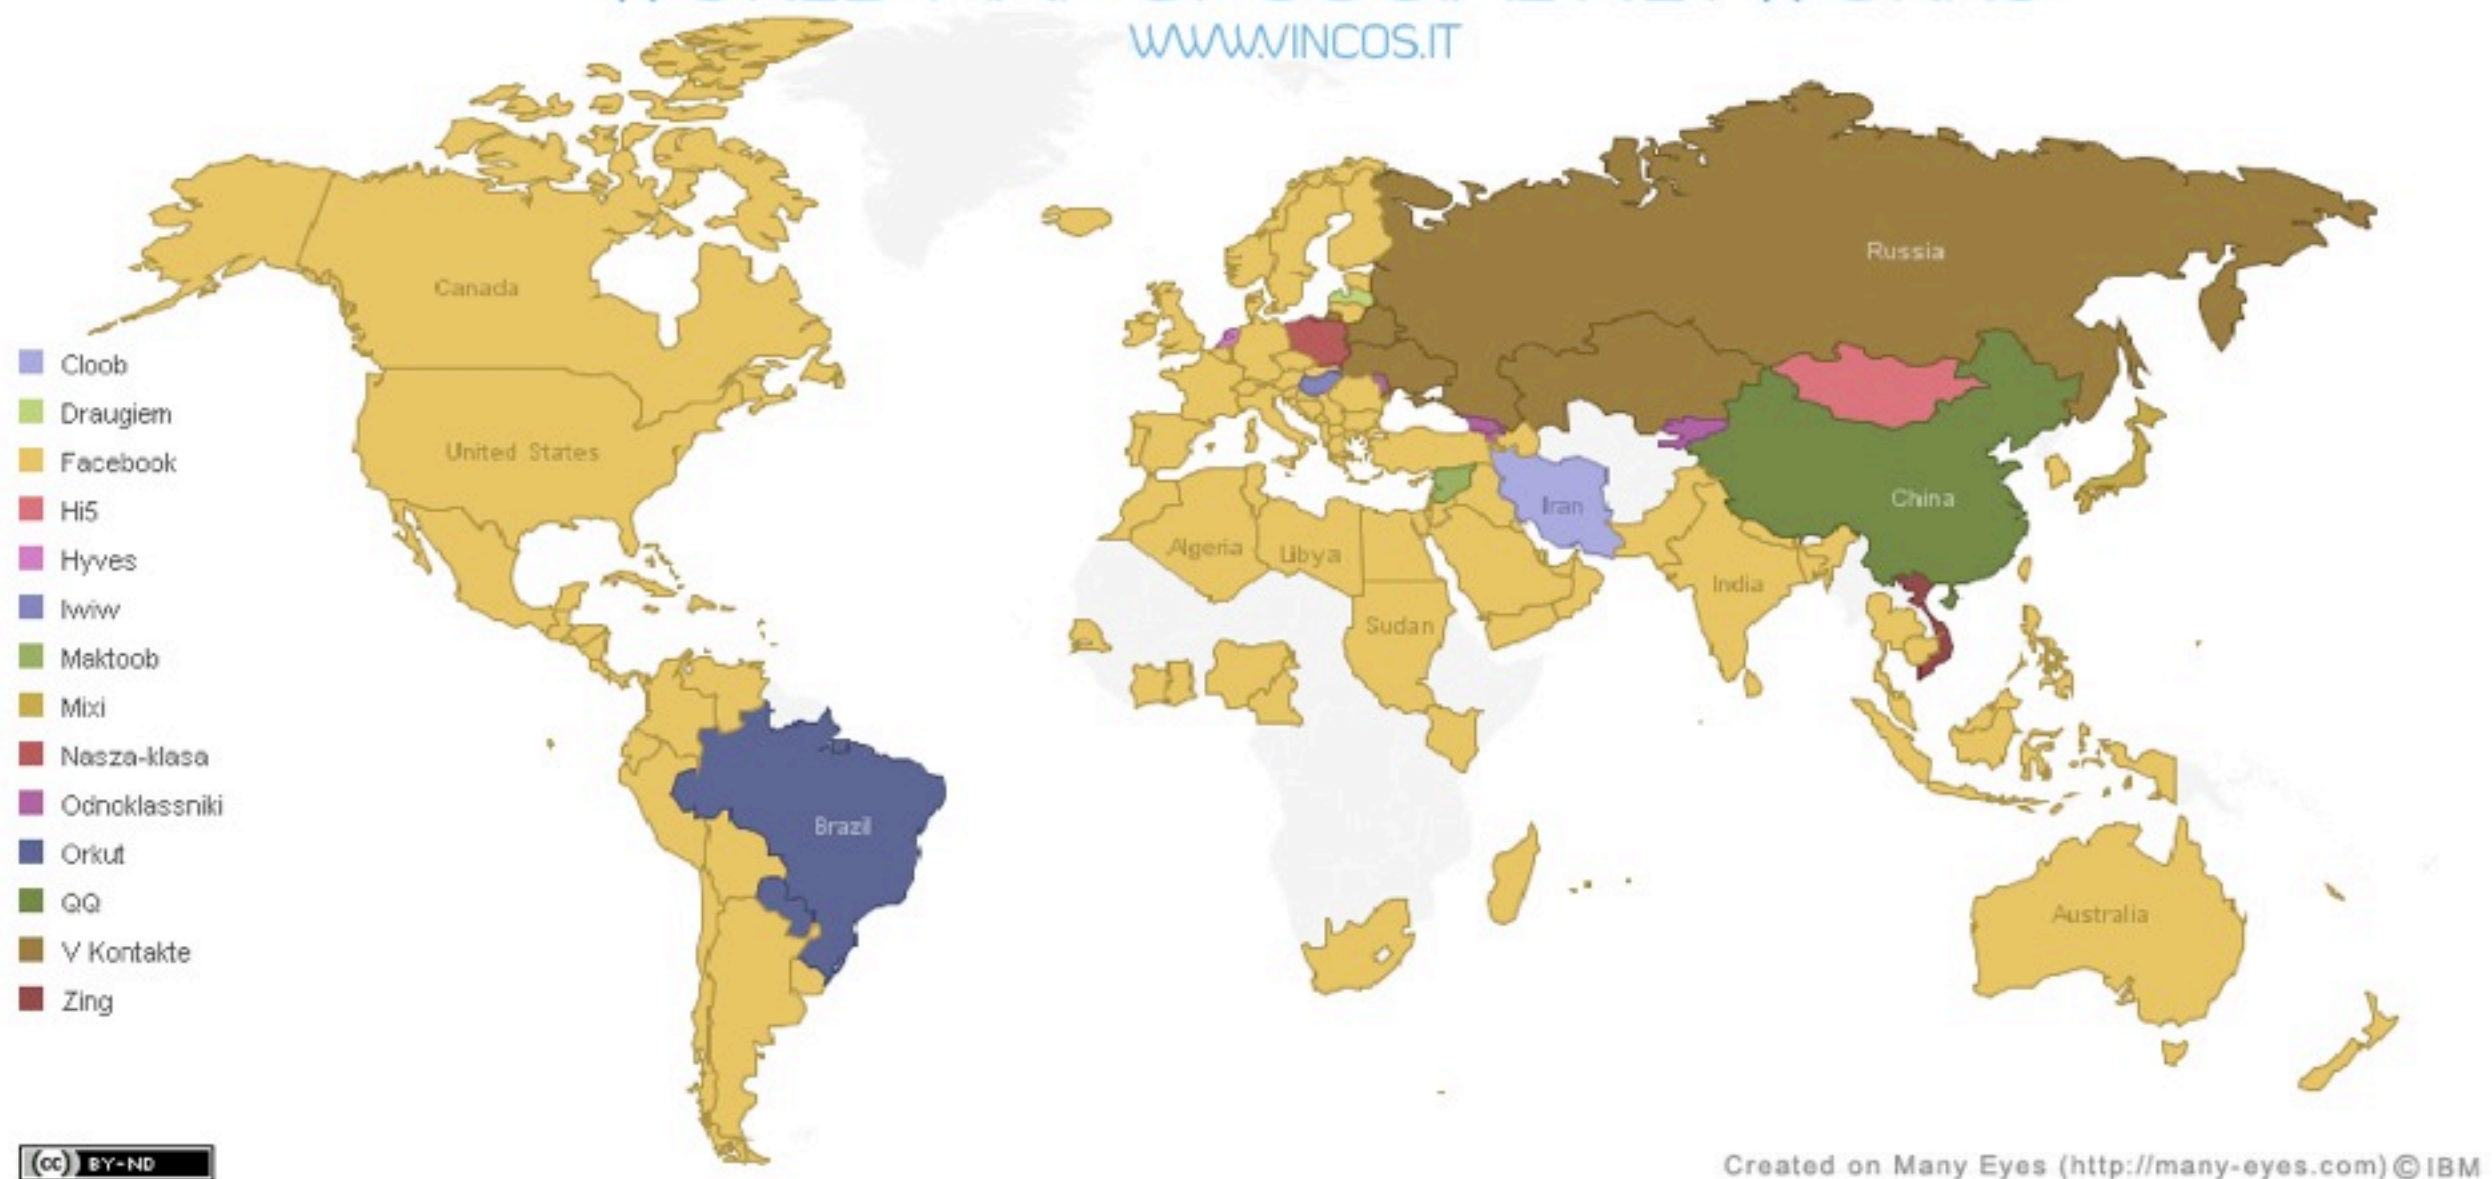 WWW.VINCOS.IT
Russia
Canada
United States
China
Iran
Algeria
Libya
India
Sudan
Brazil
Australia
Cloob
Draugiem
Facebook
Hi5
Hyves
Iwiw
Maktoob
Mixi
Nasza-klasa
Odnoklassniki
Orkut
QQ
V Kontakte
Zing
(cc) BY-ND
Created on Many Eyes (http://many-eyes.com) © IBM